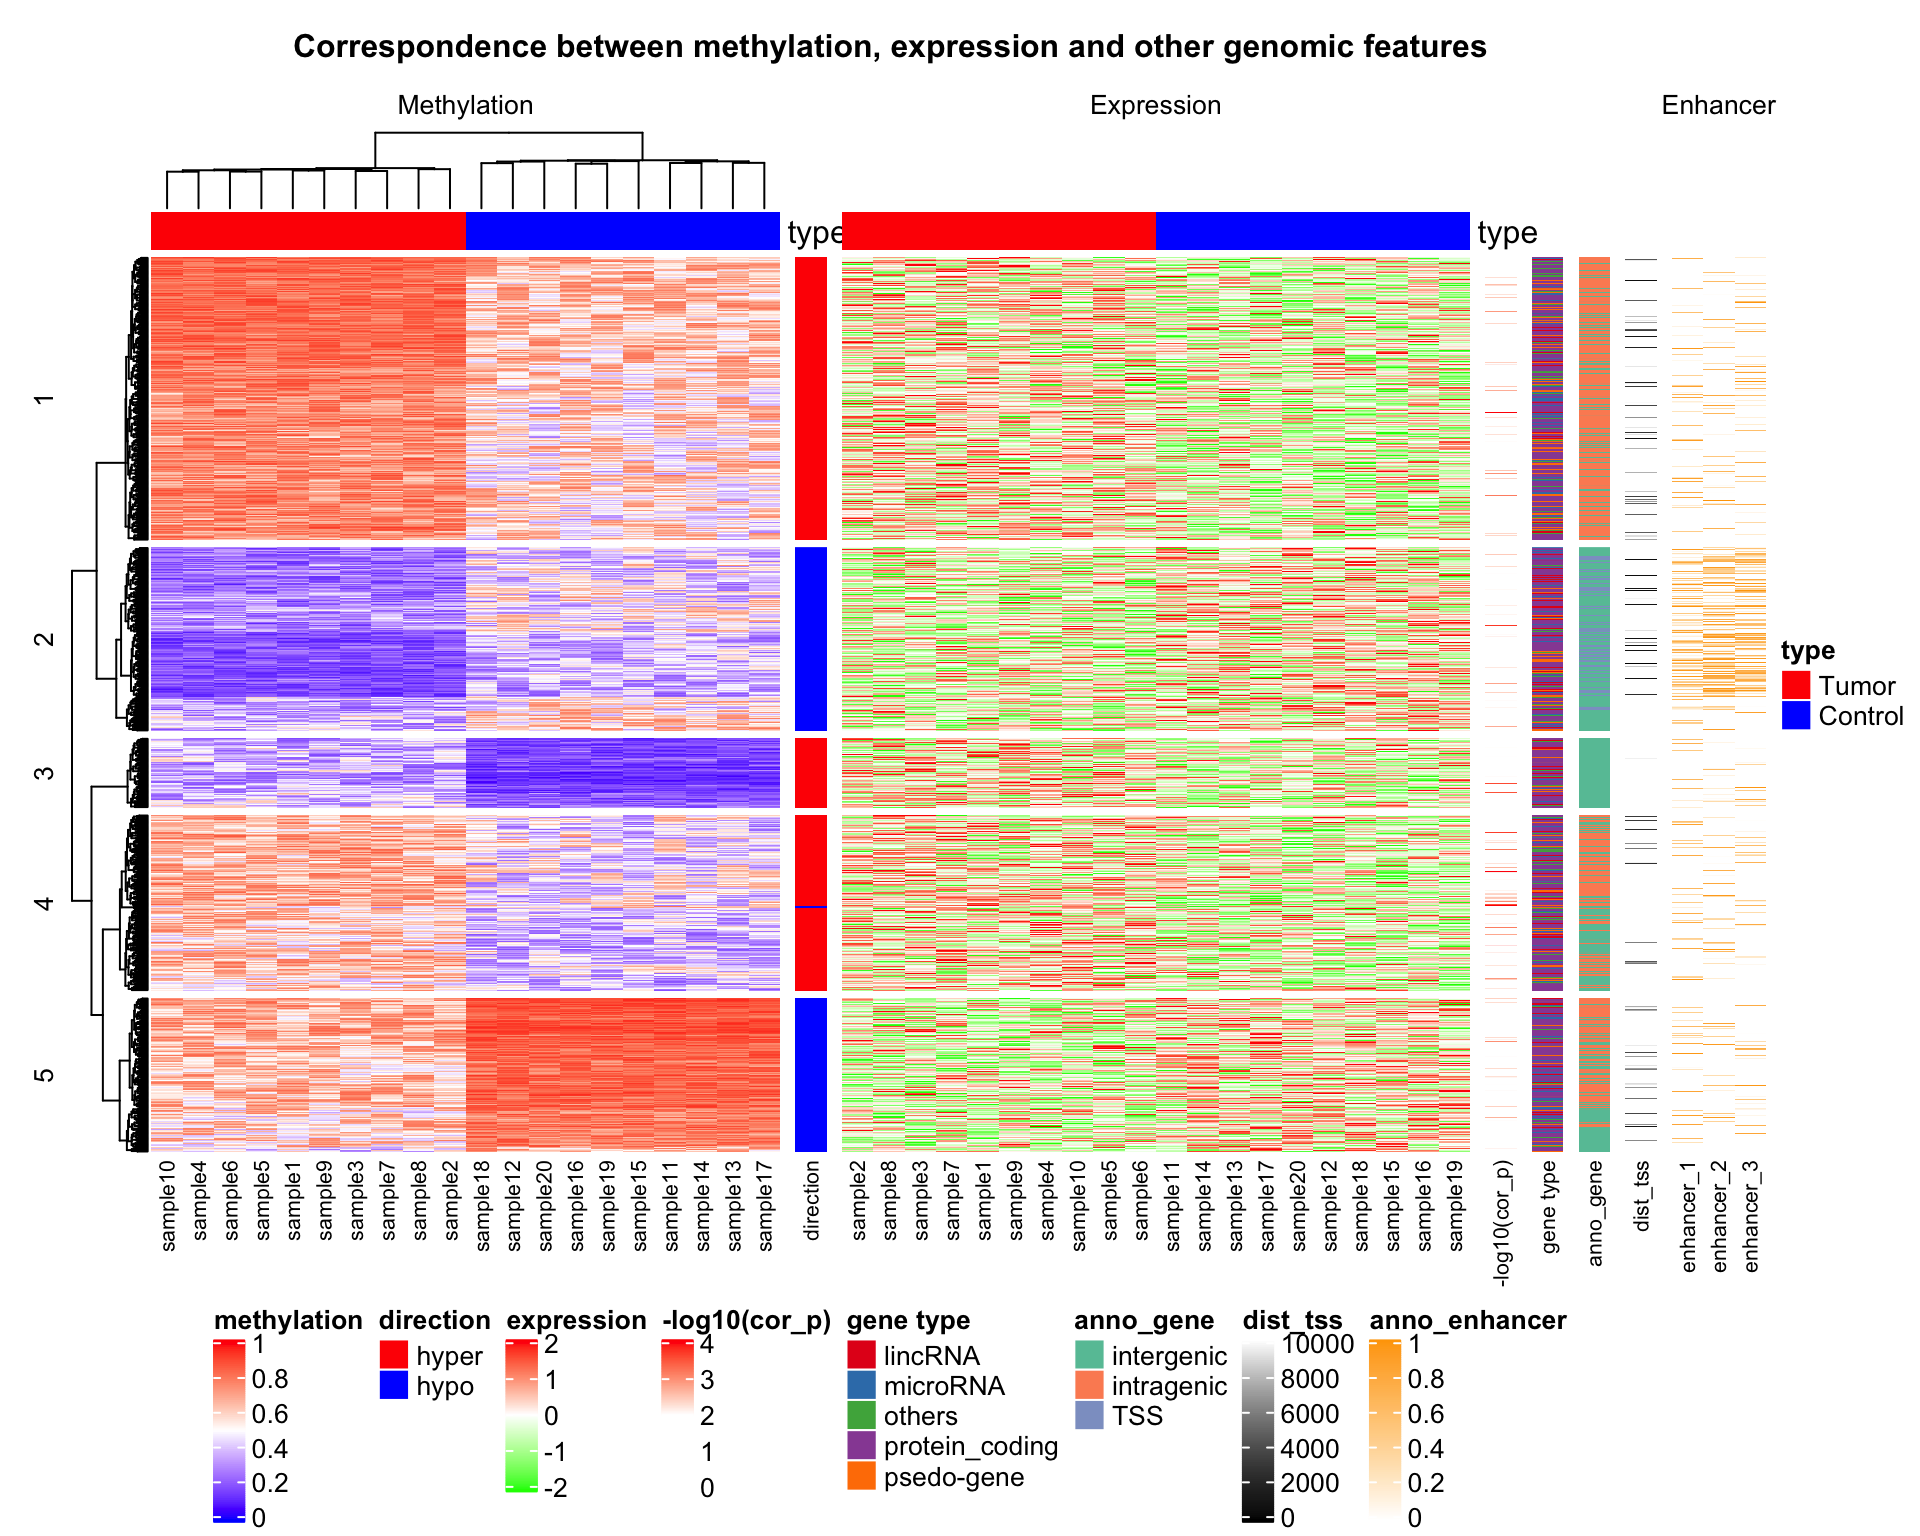 Correspondence between methylation, expression and other genomic features
Methylation
Expression
Enhancer
type
type
1
2
3
4
5
type
Tumor
Control
sample10
sample4
sample6
sample5
sample1
sample9
sample3
sample7
sample8
sample2
sample18
sample12
sample20
sample16
sample19
sample15
sample11
sample14
sample13
sample17
direction
sample2
sample8
sample3
sample7
sample1
sample9
sample4
sample10
sample5
sample6
sample11
sample14
sample13
sample17
sample20
sample12
sample18
sample15
sample16
sample19
-log10(cor_p)
gene type
anno_gene
dist_tss
enhancer_1
enhancer_2
enhancer_3
methylation
1
0.8
0.6
0.4
0.2
0
direction
hyper
hypo
expression
2
1
0
-1
-2
-log10(cor_p)
4
3
2
1
0
gene type
lincRNA
microRNA
others
protein_coding
psedo-gene
anno_gene
intergenic
intragenic
TSS
dist_tss
10000
8000
6000
4000
2000
0
anno_enhancer
1
0.8
0.6
0.4
0.2
0